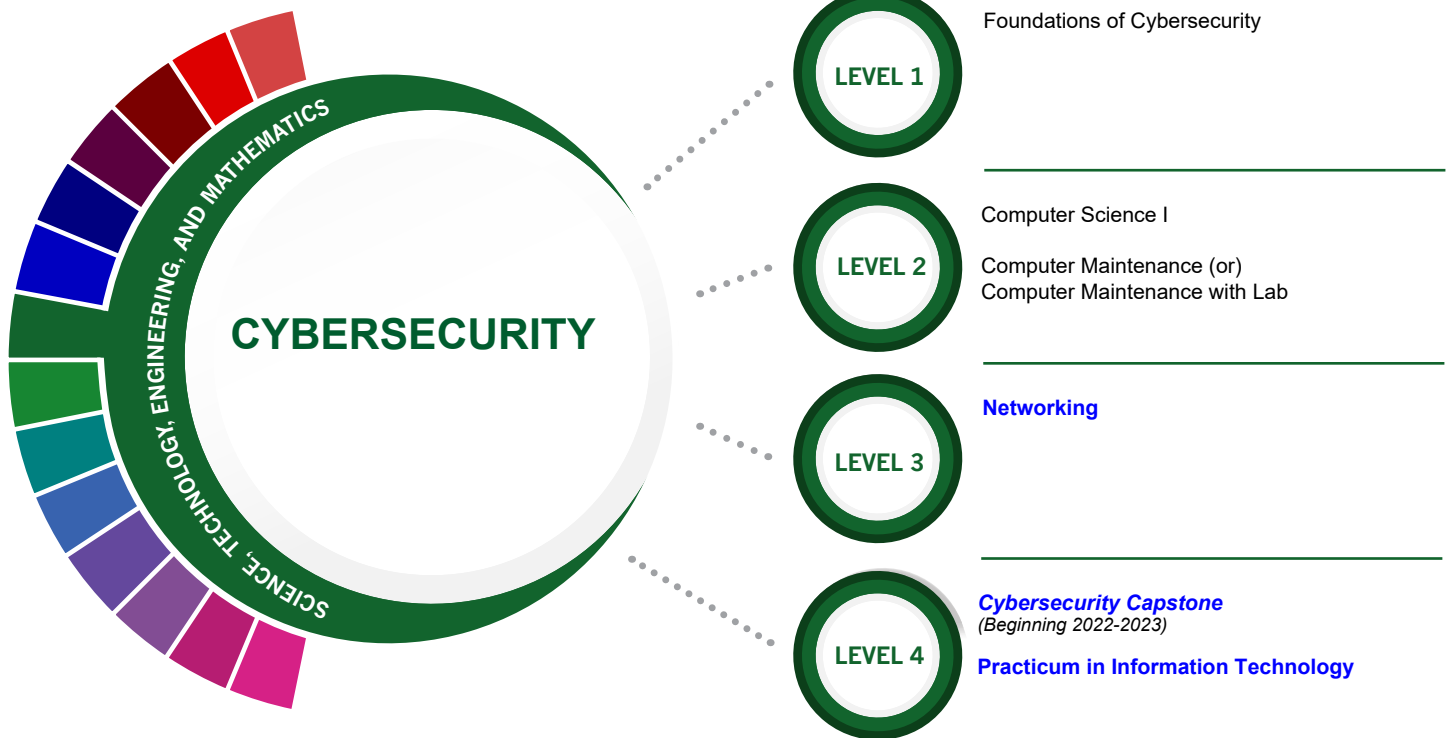 SCIENCE, TECHNOLOGY, ENGINEERING, AND MATHEMATICS
CYBERSECURITY
LEVEL 1
Foundations of Cybersecurity
LEVEL 2
Computer Science I
Computer Maintenance (or)
Computer Maintenance with Lab
LEVEL 3
Networking
LEVEL 4
Cybersecurity Capstone
(Beginning 2022-2023)
Practicum in Information Technology